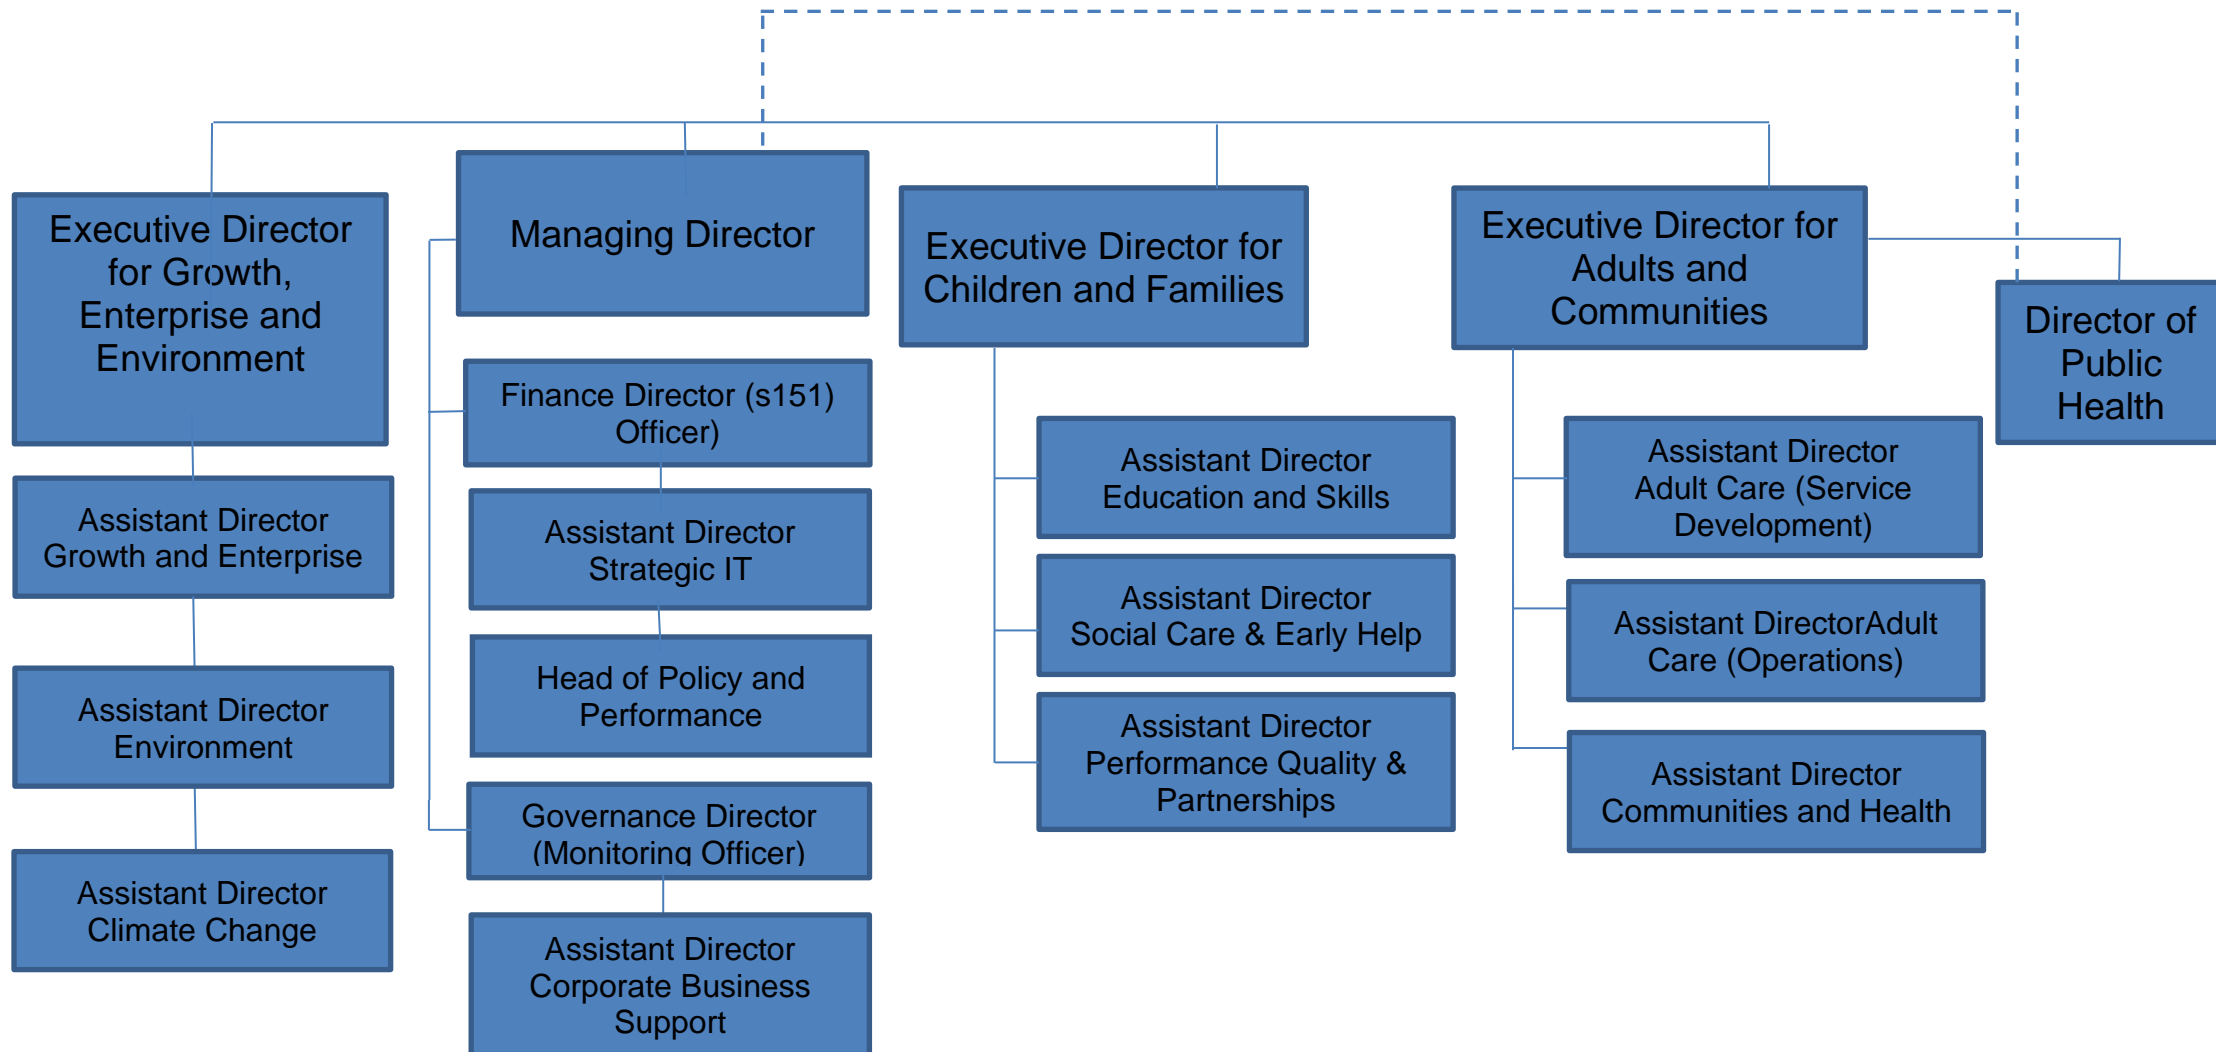 Executive Director
for Growth,
Enterprise and
Environment
Managing Director
Executive Director for
Children and Families
Executive Director for
Adults and
Communities
Director of
Public
Health
Assistant Director
Growth and Enterprise
Assistant Director
Environment
Assistant Director
Climate Change
Finance Director (s151)
Officer)
Assistant Director
Strategic IT
Head of Policy and
Performance
Governance Director
(Monitoring Officer)
Assistant Director
Corporate Business
Support
Assistant Director
Education and Skills
Assistant Director
Social Care & Early Help
Assistant Director
Performance Quality &
Partnerships
Assistant Director
Adult Care (Service
Development)
Assistant DirectorAdult
Care (Operations)
Assistant Director
Communities and Health